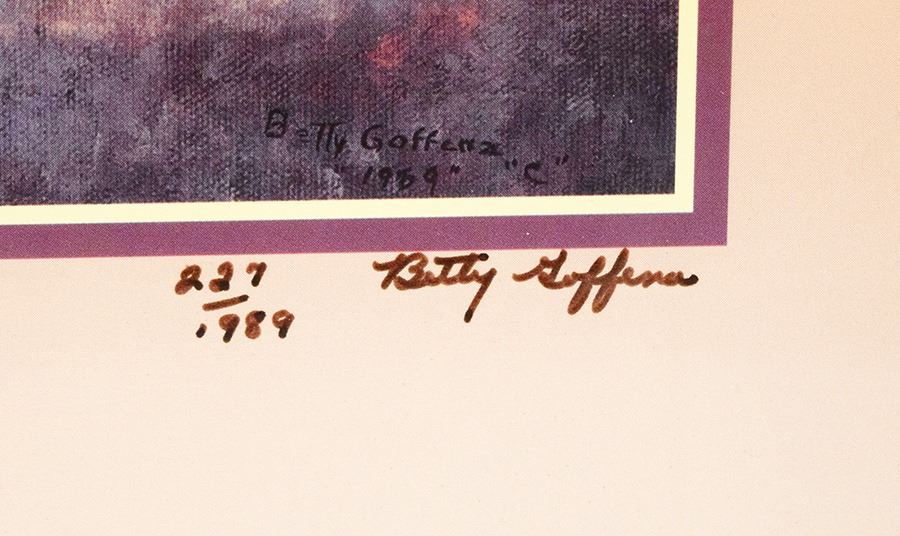 Betty Goffena
"1989" "C"
227 Betty Goffena
1989